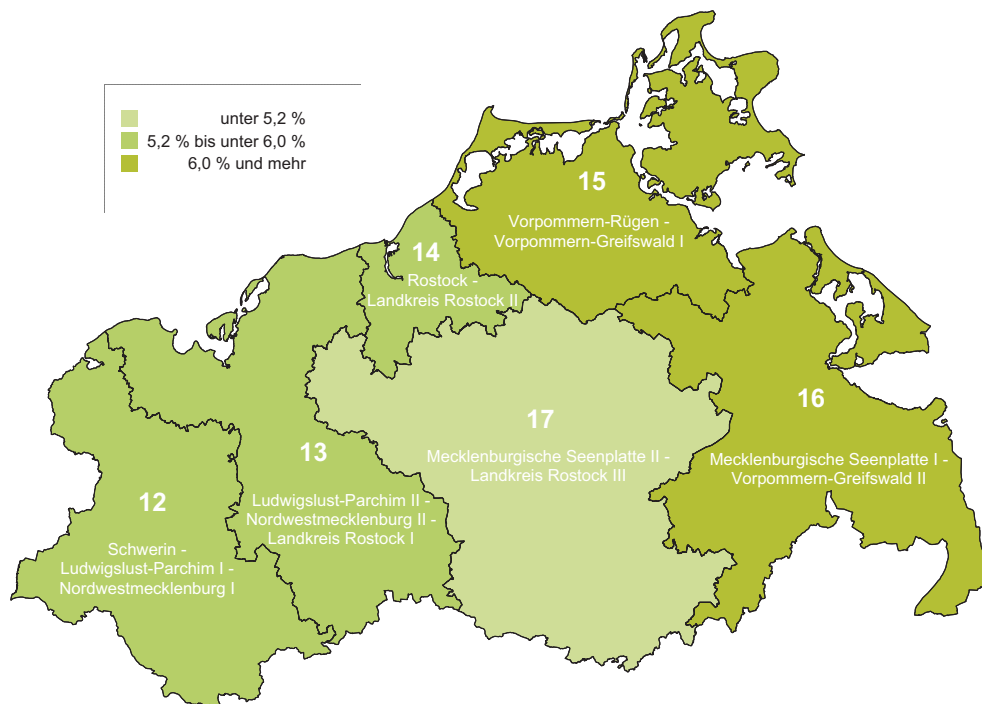 unter 5,2 %
5,2 % bis unter 6,0 %
6,0 % und mehr
15
Vorpommern-Rügen -
Vorpommern-Greifswald I
14
Rostock -
Landkreis Rostock II
16
Mecklenburgische Seenplatte I -
Vorpommern-Greifswald II
17
Mecklenburgische Seenplatte II -
Landkreis Rostock III
13
Ludwigslust-Parchim II -
Nordwestmecklenburg II -
Landkreis Rostock I
12
Schwerin -
Ludwigslust-Parchim I -
Nordwestmecklenburg I